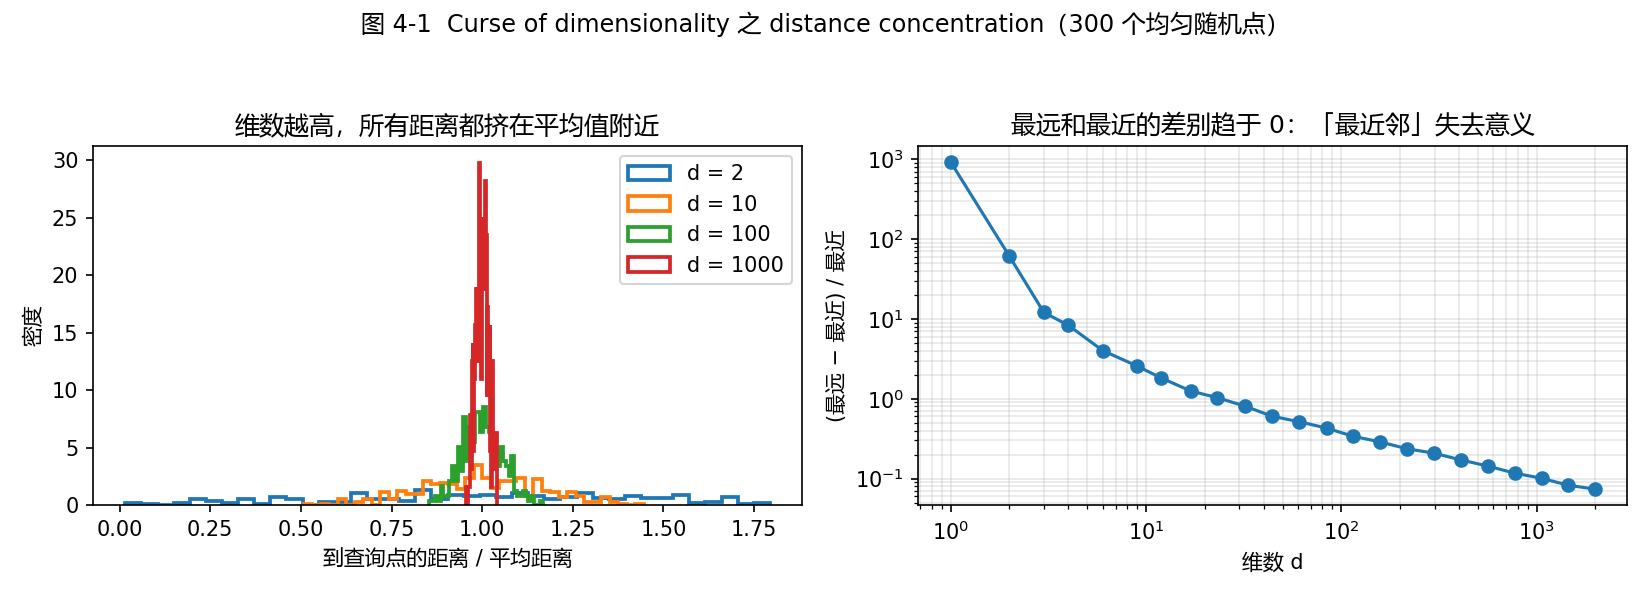 图 4-1  Curse of dimensionality 之 distance concentration（300 个均匀随机点）
维数越高，所有距离都挤在平均值附近
密度
30
25
20
15
10
5
0
d = 2
d = 10
d = 100
d = 1000
0.00 0.25 0.50 0.75 1.00 1.25 1.50 1.75
到查询点的距离 / 平均距离
最远和最近的差别趋于 0：「最近邻」失去意义
(最远 − 最近) / 最近
10³
10²
10¹
10⁰
10⁻¹
10⁰ 10¹ 10² 10³
维数 d